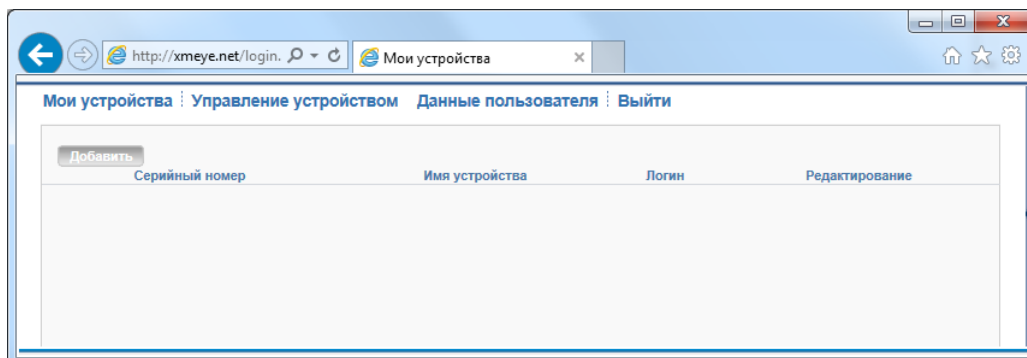 http://xmeye.net/login. Мои устройства
Мои устройства Управление устройством Данные пользователя Выйти
Добавить
Серийный номер Имя устройства Логин Редактирование